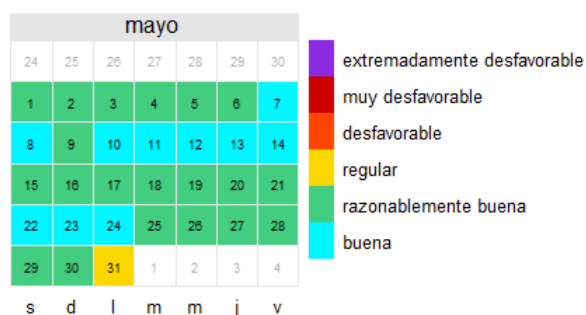 mayo
24 25 26 27 28 29 30
1 2 3 4 5 6 7
8 9 10 11 12 13 14
15 16 17 18 19 20 21
22 23 24 25 26 27 28
29 30 31 1 2 3 4
s d l m m j v
extremadamente desfavorable
muy desfavorable
desfavorable
regular
razonablemente buena
buena